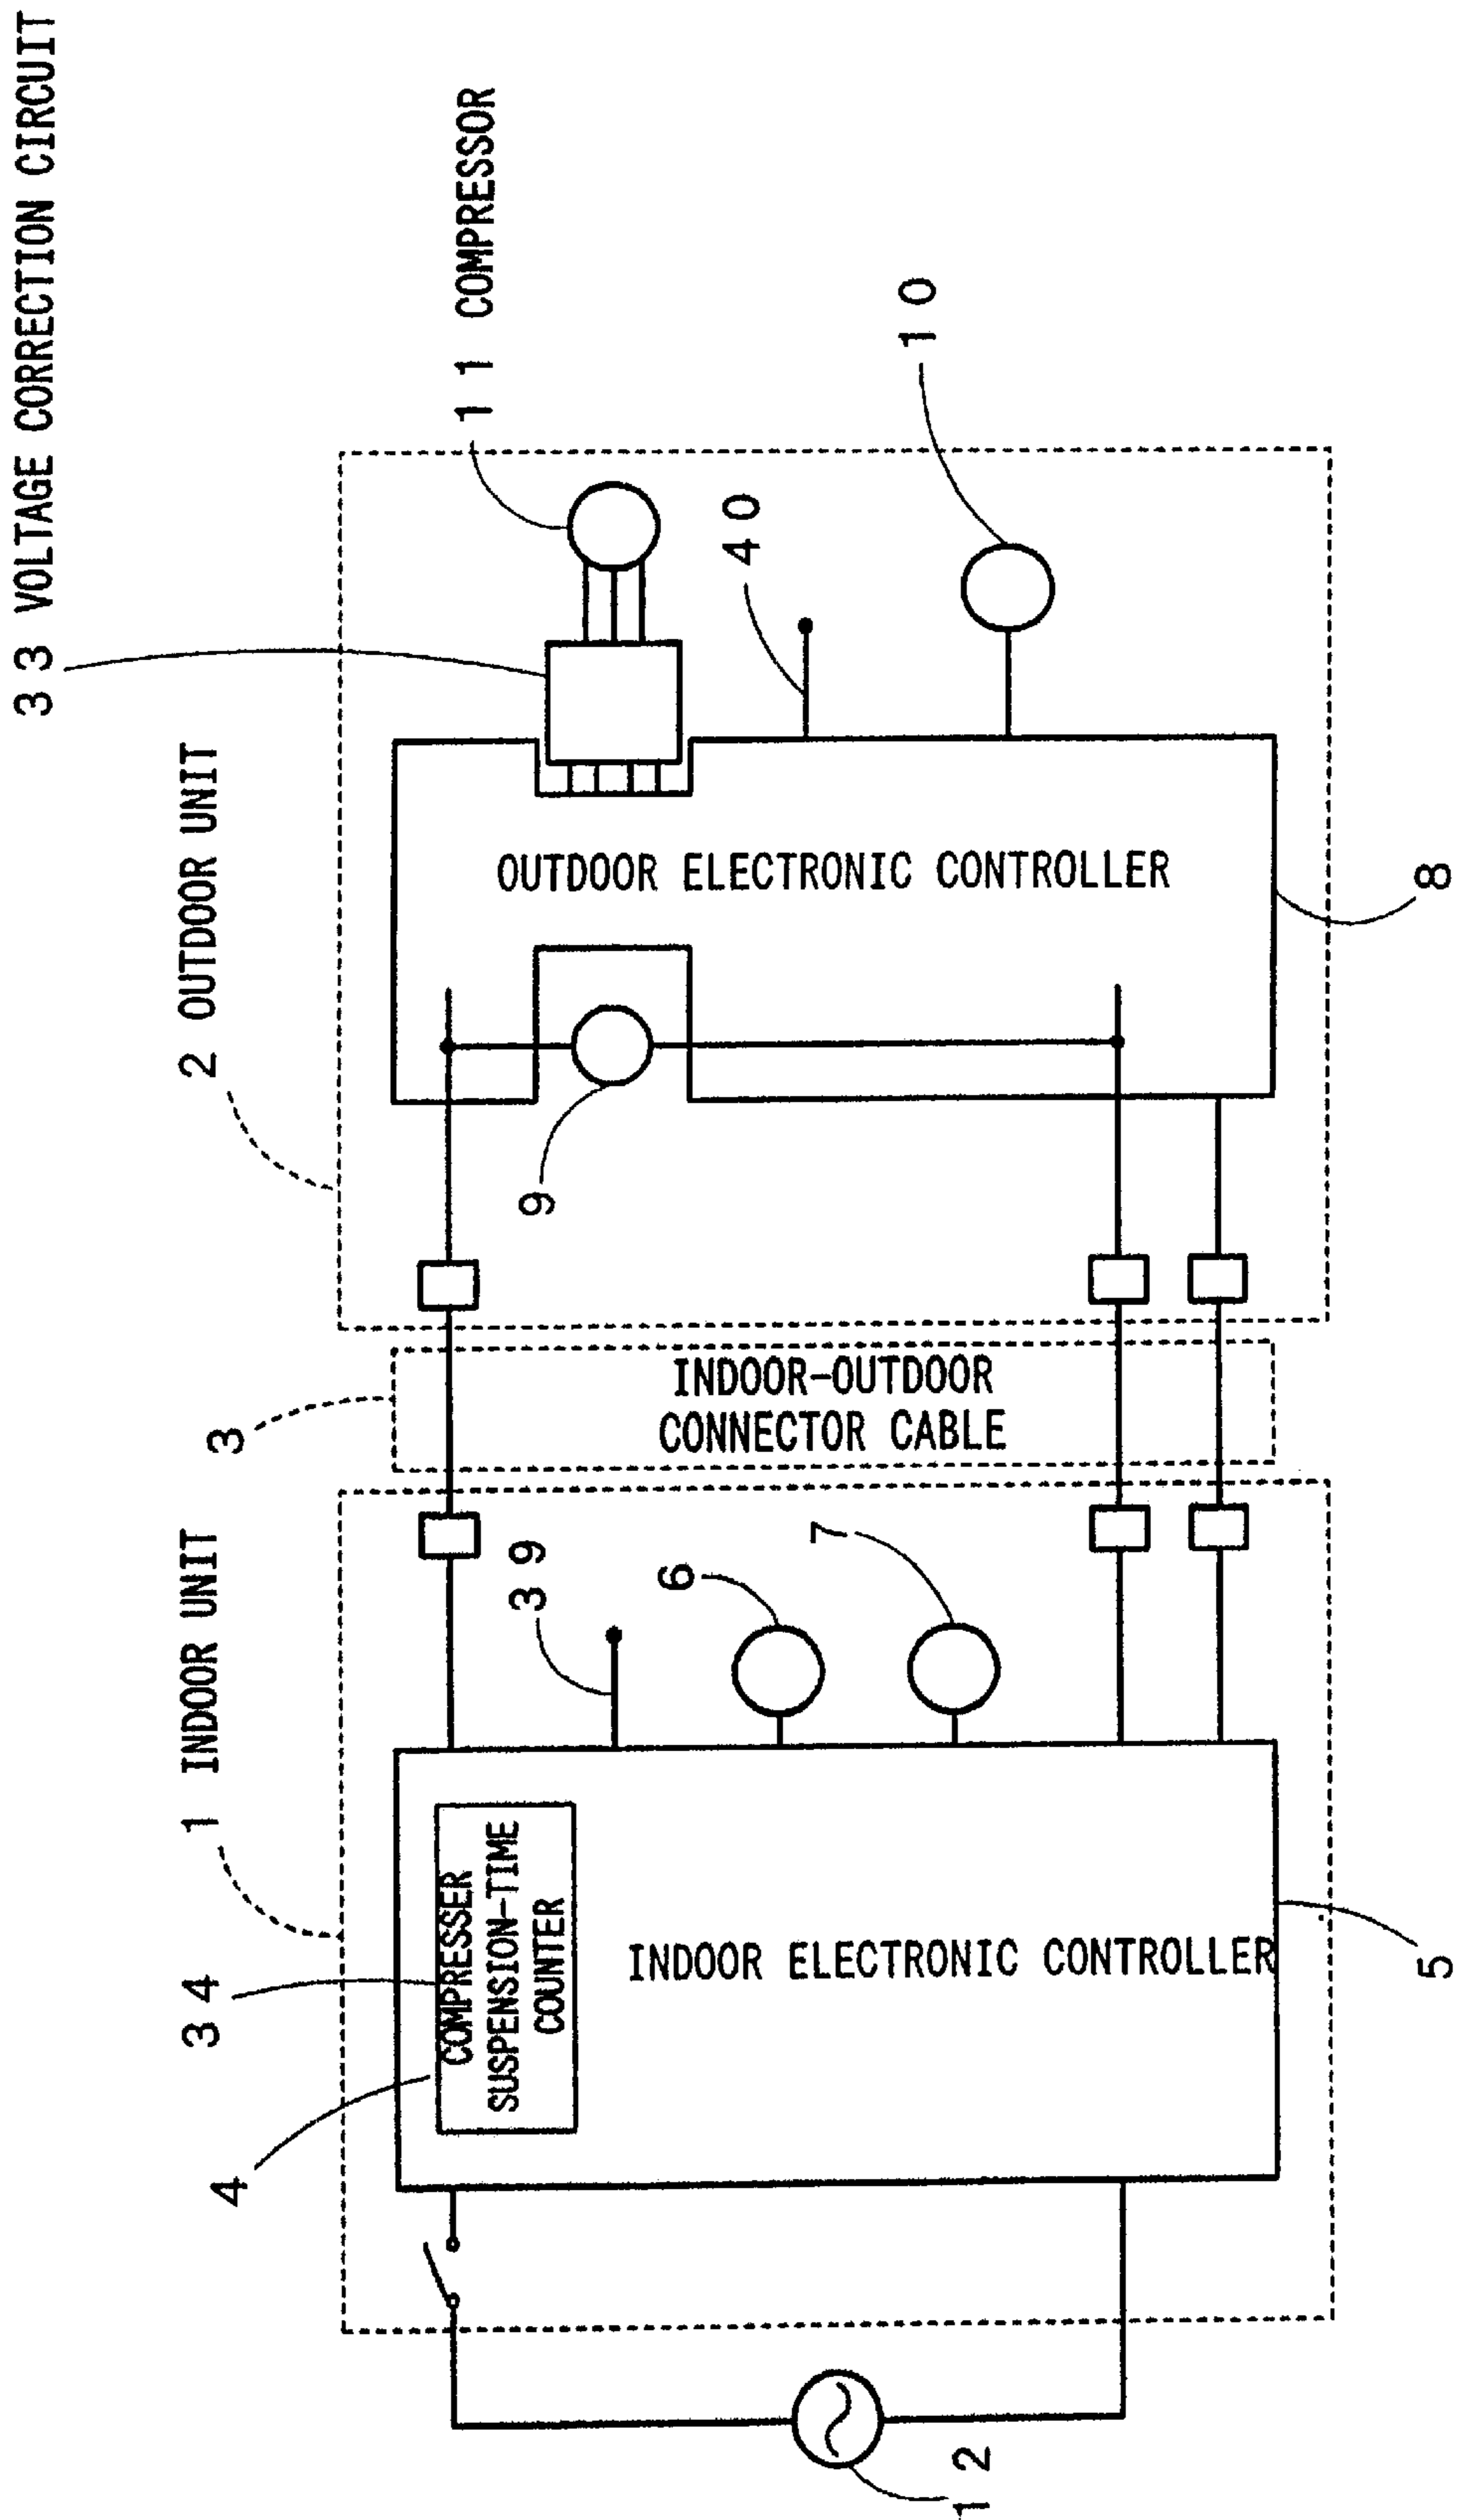 33 VOLTAGE CORRECTION CIRCUIT
2 OUTDOOR UNIT
11 COMPRESSOR
1 INDOOR UNIT
3
34
4
39
9
40
10
COMPRESSER
SUSPENSION-TIME
COUNTER
INDOOR ELECTRONIC CONTROLLER
6
7
INDOOR-OUTDOOR
CONNECTOR CABLE
OUTDOOR ELECTRONIC CONTROLLER
12
5
8